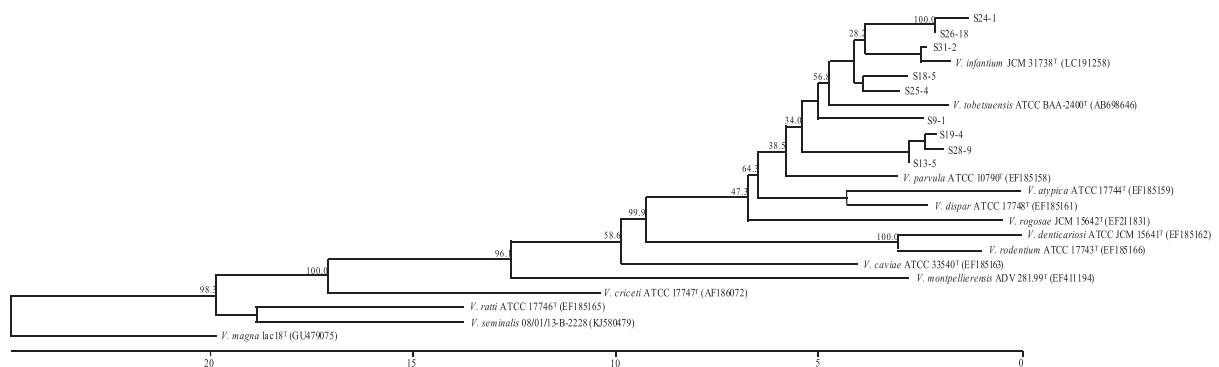 100.0
S24-1
28.2
S26-18
S31-2
V. infantium JCM 31738T (LC191258)
56.8
S18-5
S25-4
V. tobetsuensis ATCC BAA-2400T (AB698646)
34.0
S9-1
S19-4
38.5
S28-9
S13-5
64.3
V. parvula ATCC 10790T (EF185158)
47.3
V. atypica ATCC 17744T (EF185159)
V. dispar ATCC 17748T (EF185161)
99.9
V. rogosae JCM 15642T (EF211831)
58.6
100.0
V. denticariosi ATCC JCM 15641T (EF185162)
V. rodentium ATCC 17743T (EF185166)
96.1
V. caviae ATCC 33540T (EF185163)
100.0
V. montpellierensis ADV 281.99T (EF411194)
98.3
V. criceti ATCC 17747T (AF186072)
V. ratti ATCC 17746T (EF185165)
V. seminalis 08/01/13-B-2228 (KJ580479)
V. magna lac18T (GU479075)
20 15 10 5 0